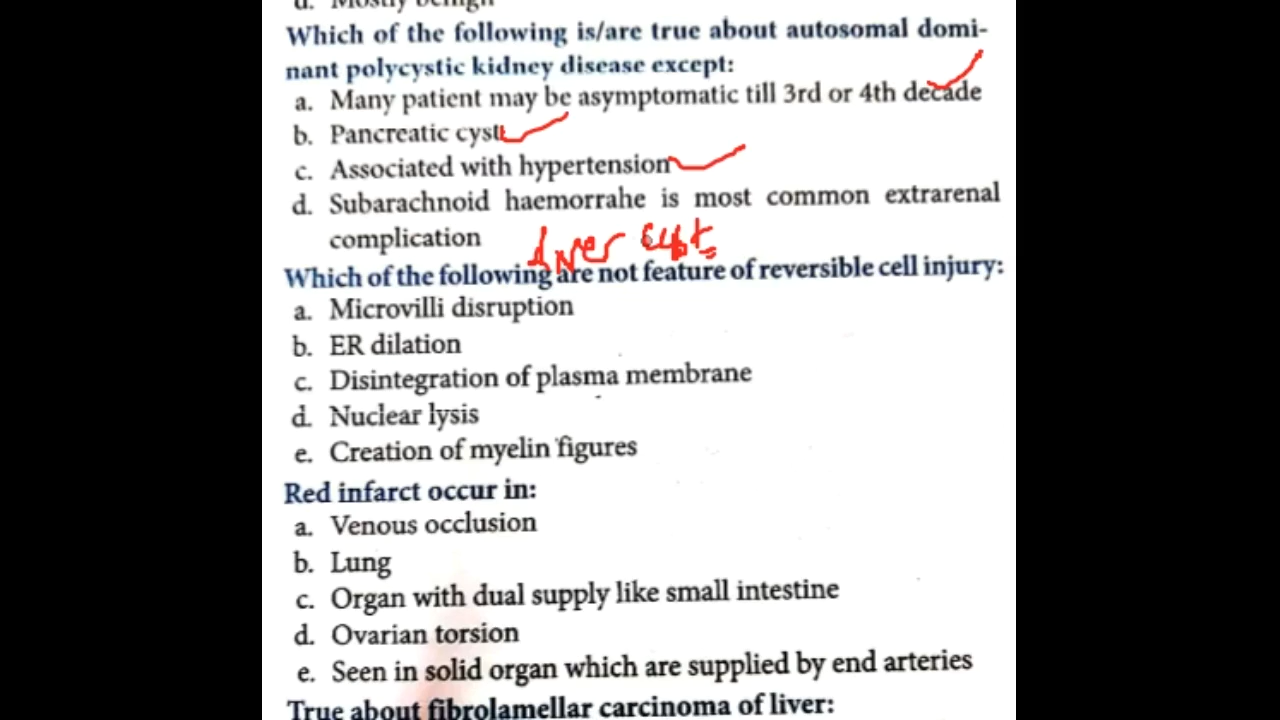 d. Mostly benign
Which of the following is/are true about autosomal domi-
nant polycystic kidney disease except:
a. Many patient may be asymptomatic till 3rd or 4th decade
b. Pancreatic cyst
c. Associated with hypertension
d. Subarachnoid haemorrahe is most common extrarenal
complication
liver cyst
Which of the following are not feature of reversible cell injury:
a. Microvilli disruption
b. ER dilation
c. Disintegration of plasma membrane
d. Nuclear lysis
e. Creation of myelin figures
Red infarct occur in:
a. Venous occlusion
b. Lung
c. Organ with dual supply like small intestine
d. Ovarian torsion
e. Seen in solid organ which are supplied by end arteries
True about fibrolamellar carcinoma of liver: